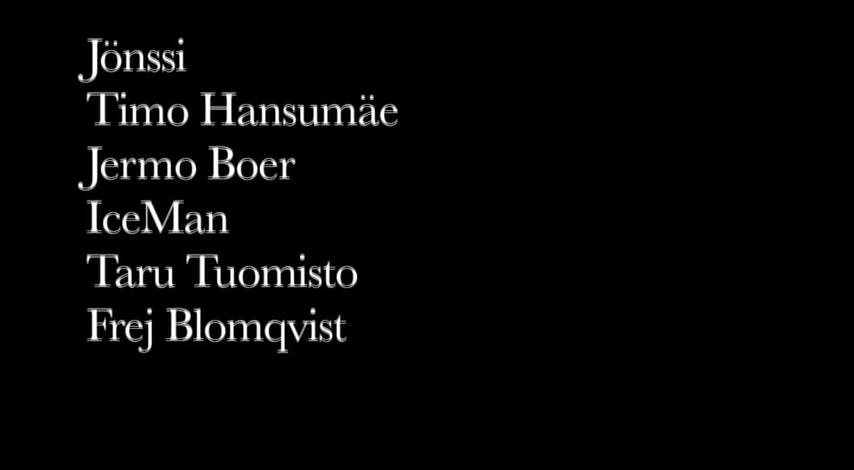 Jönssi
Timo Hansumäe
Jermo Boer
IceMan
Taru Tuomisto
Frej Blomqvist